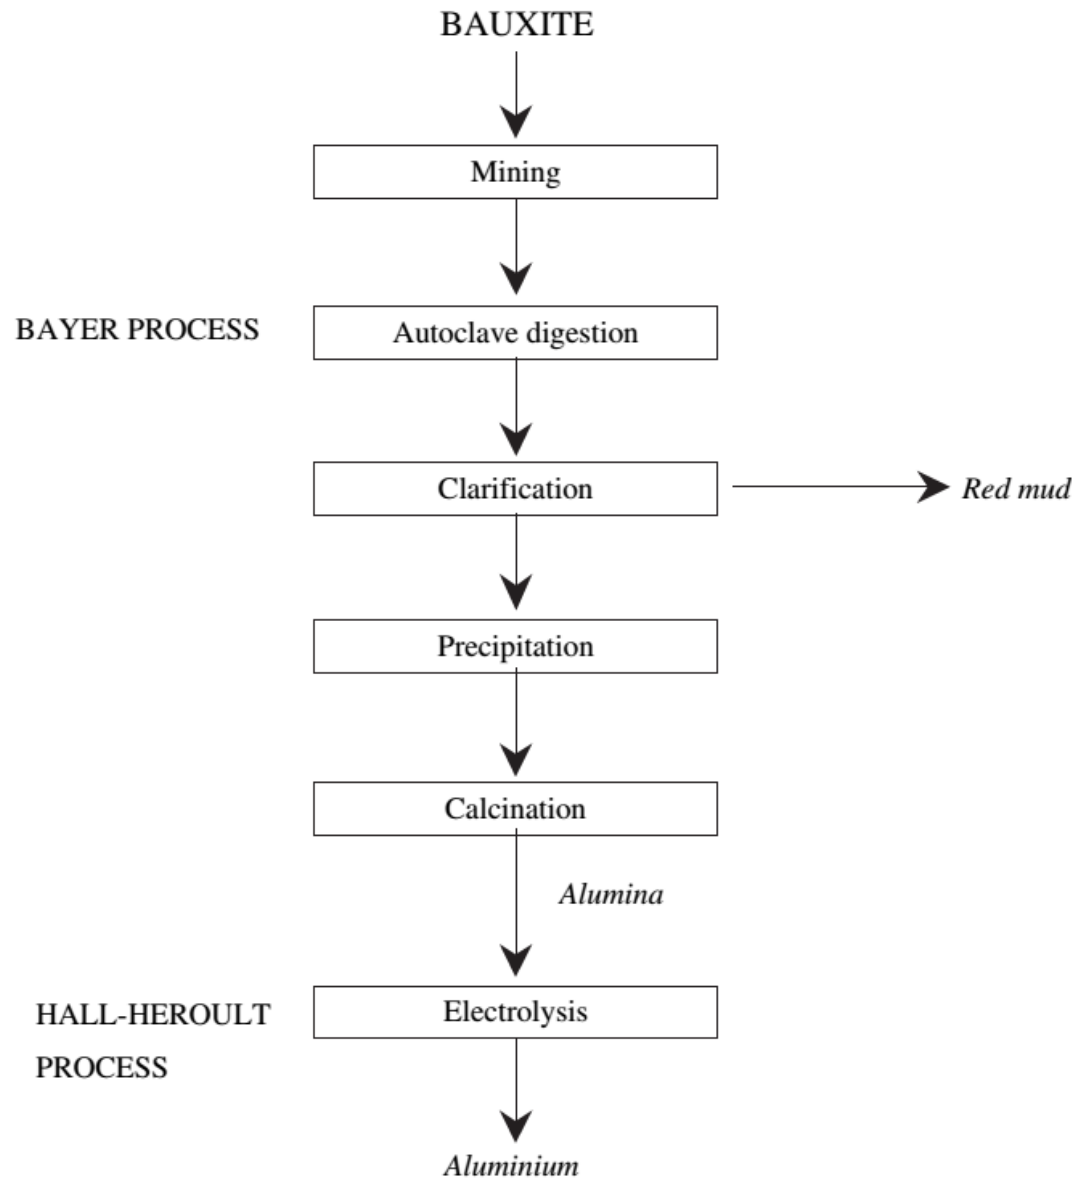 BAUXITE
Mining
BAYER PROCESS
Autoclave digestion
Clarification
Red mud
Precipitation
Calcination
Alumina
HALL-HEROULT
PROCESS
Electrolysis
Aluminium